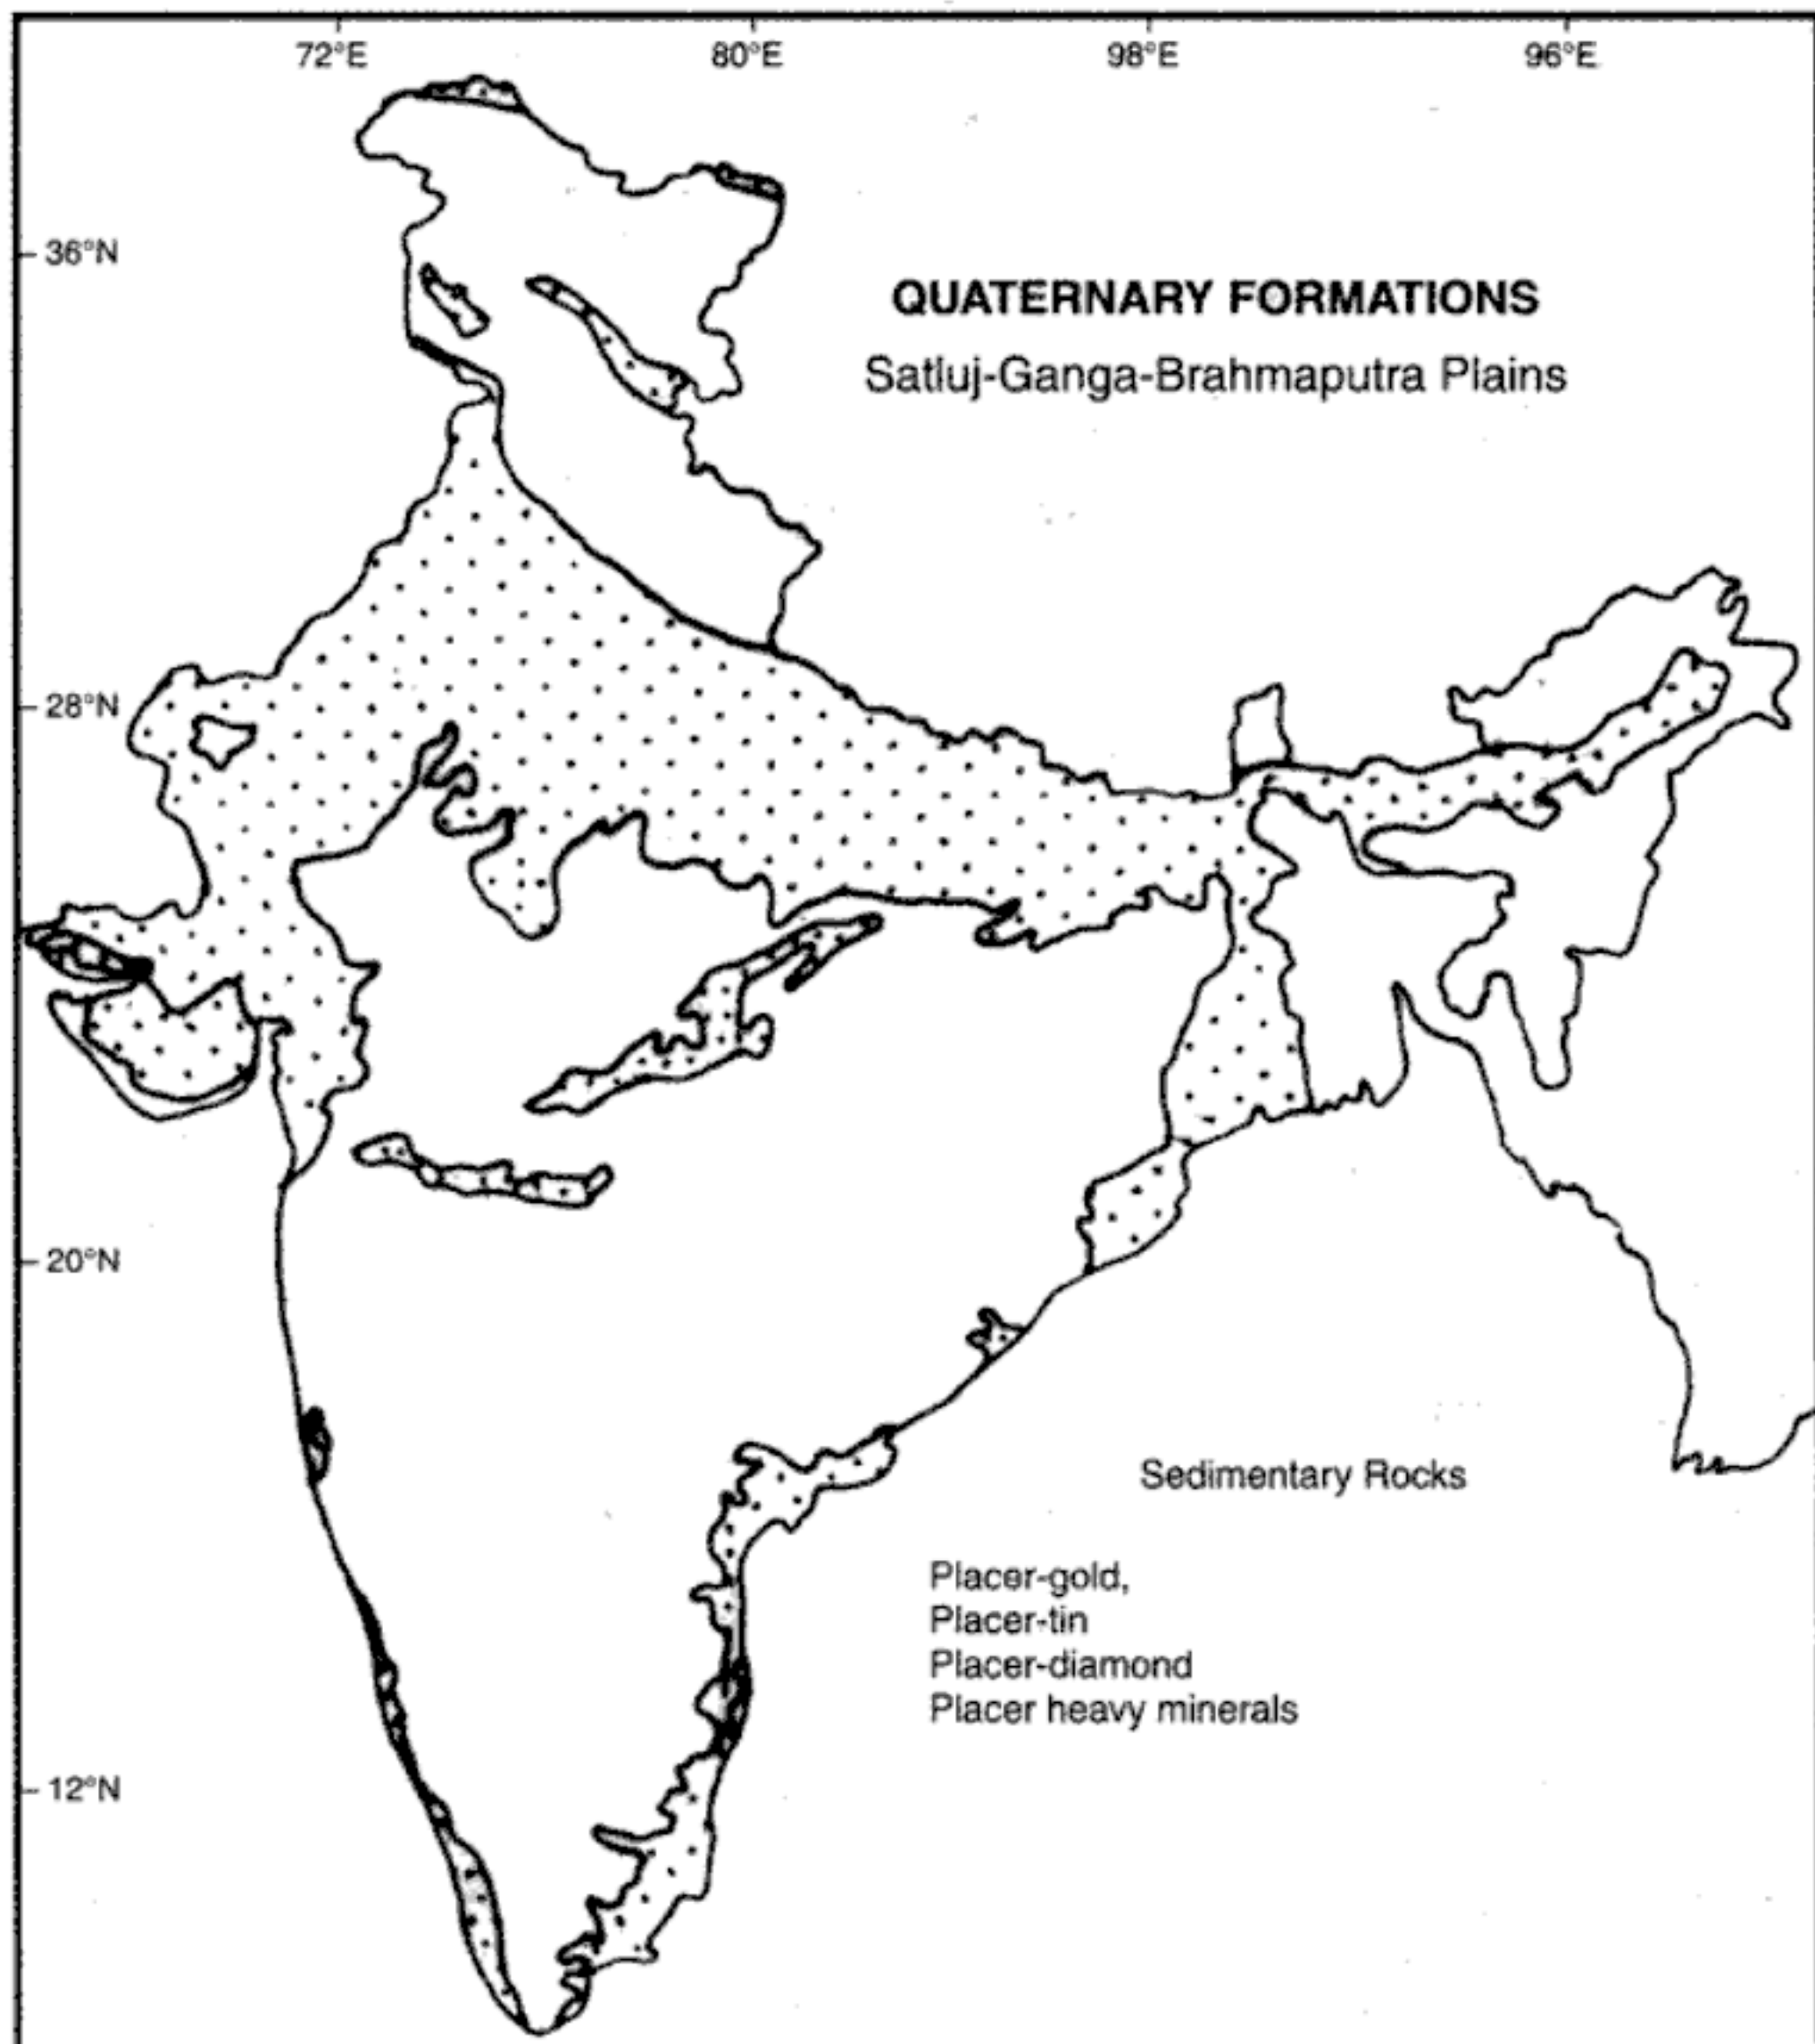 72°E
80°E
98°E
96°E
36°N
QUATERNARY FORMATIONS
Satluj-Ganga-Brahmaputra Plains
28°N
20°N
Sedimentary Rocks
Placer-gold,
Placer-tin
Placer-diamond
Placer heavy minerals
12°N